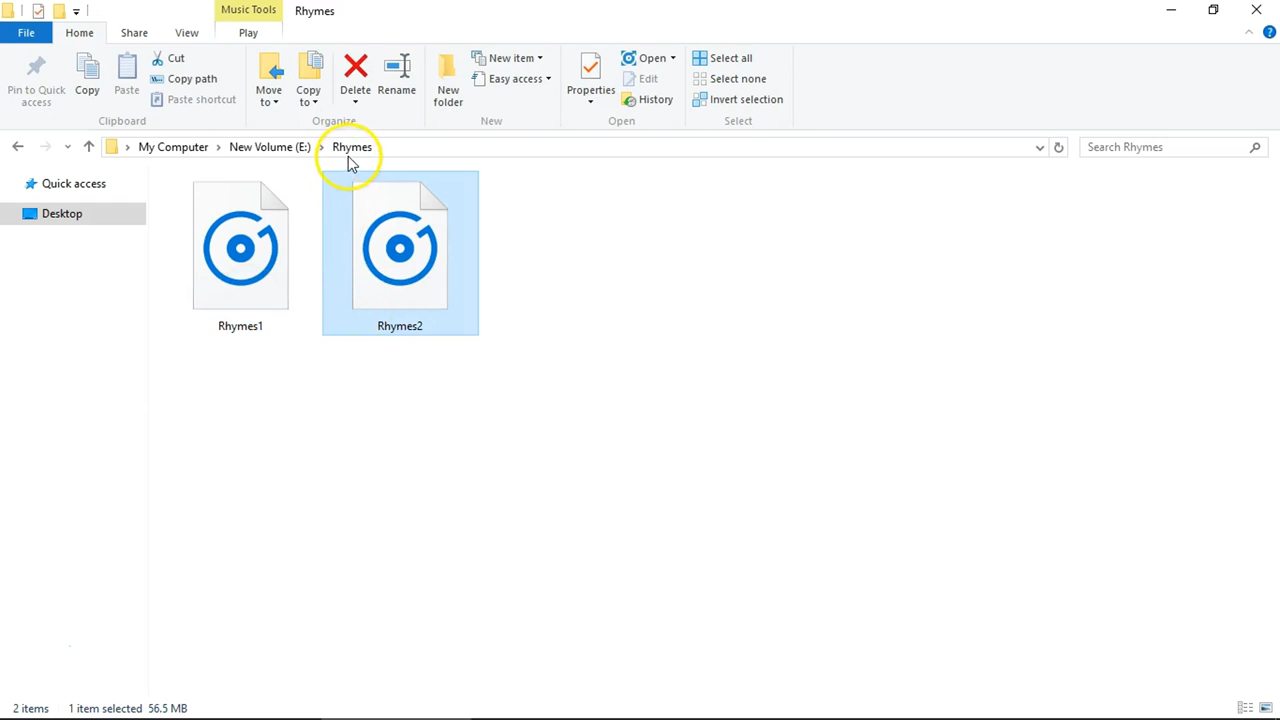 Music Tools
Rhymes
File
Home
Share
View
Play
Pin to Quick access
Copy
Paste
Cut
Copy path
Paste shortcut
Clipboard
Move to
Copy to
Delete
Rename
Organize
New folder
New item
Easy access
New
Properties
Open
Edit
History
Open
Select all
Select none
Invert selection
Select
My Computer
New Volume (E:)
Rhymes
Search Rhymes
Quick access
Desktop
Rhymes1
Rhymes2
2 items
1 item selected 56.5 MB